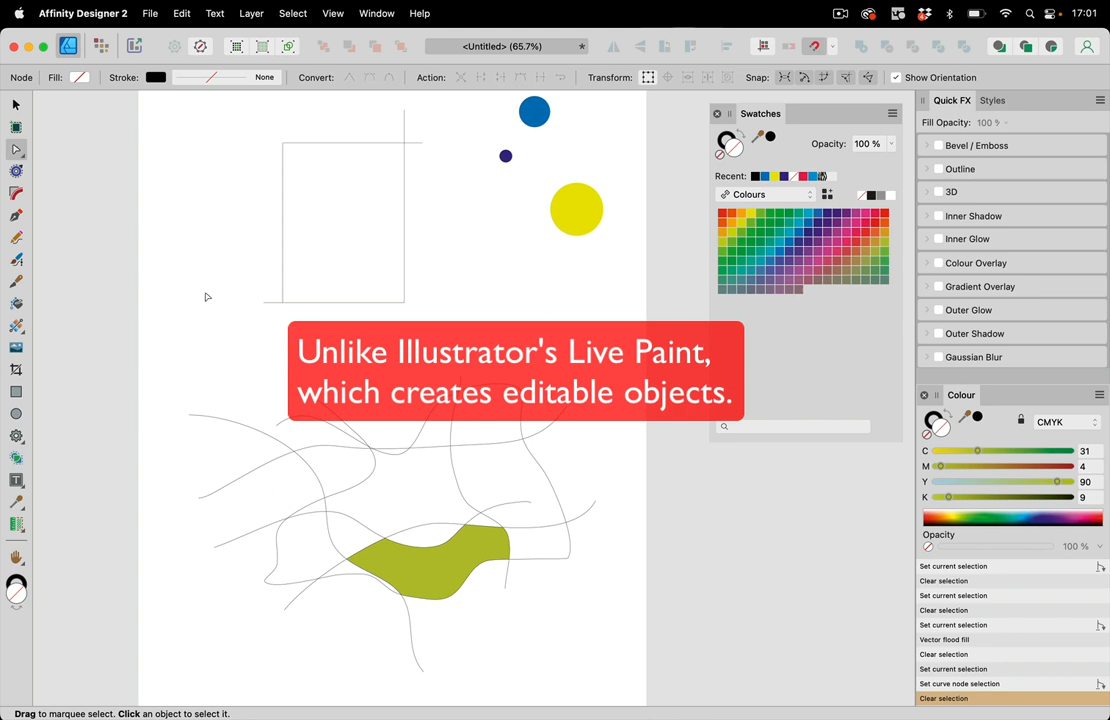 Affinity Designer 2 File Edit Text Layer Select View Window Help 17:01
<Untitled> (65.7%) *
Node Fill: Stroke: None Convert: Action: Transform: Snap: Show Orientation
Swatches
Opacity: 100 %
Recent:
Colours
Quick FX Styles
Fill Opacity: 100 %
Bevel / Emboss
Outline
3D
Inner Shadow
Inner Glow
Colour Overlay
Gradient Overlay
Outer Glow
Outer Shadow
Gaussian Blur
Unlike Illustrator's Live Paint,
which creates editable objects.
Colour
CMYK
C 31
M 4
Y 90
K 9
Opacity
100 %
Set current selection
Clear selection
Set current selection
Clear selection
Set current selection
Vector flood fill
Clear selection
Set current selection
Set curve node selection
Clear selection
Drag to marquee select. Click an object to select it.